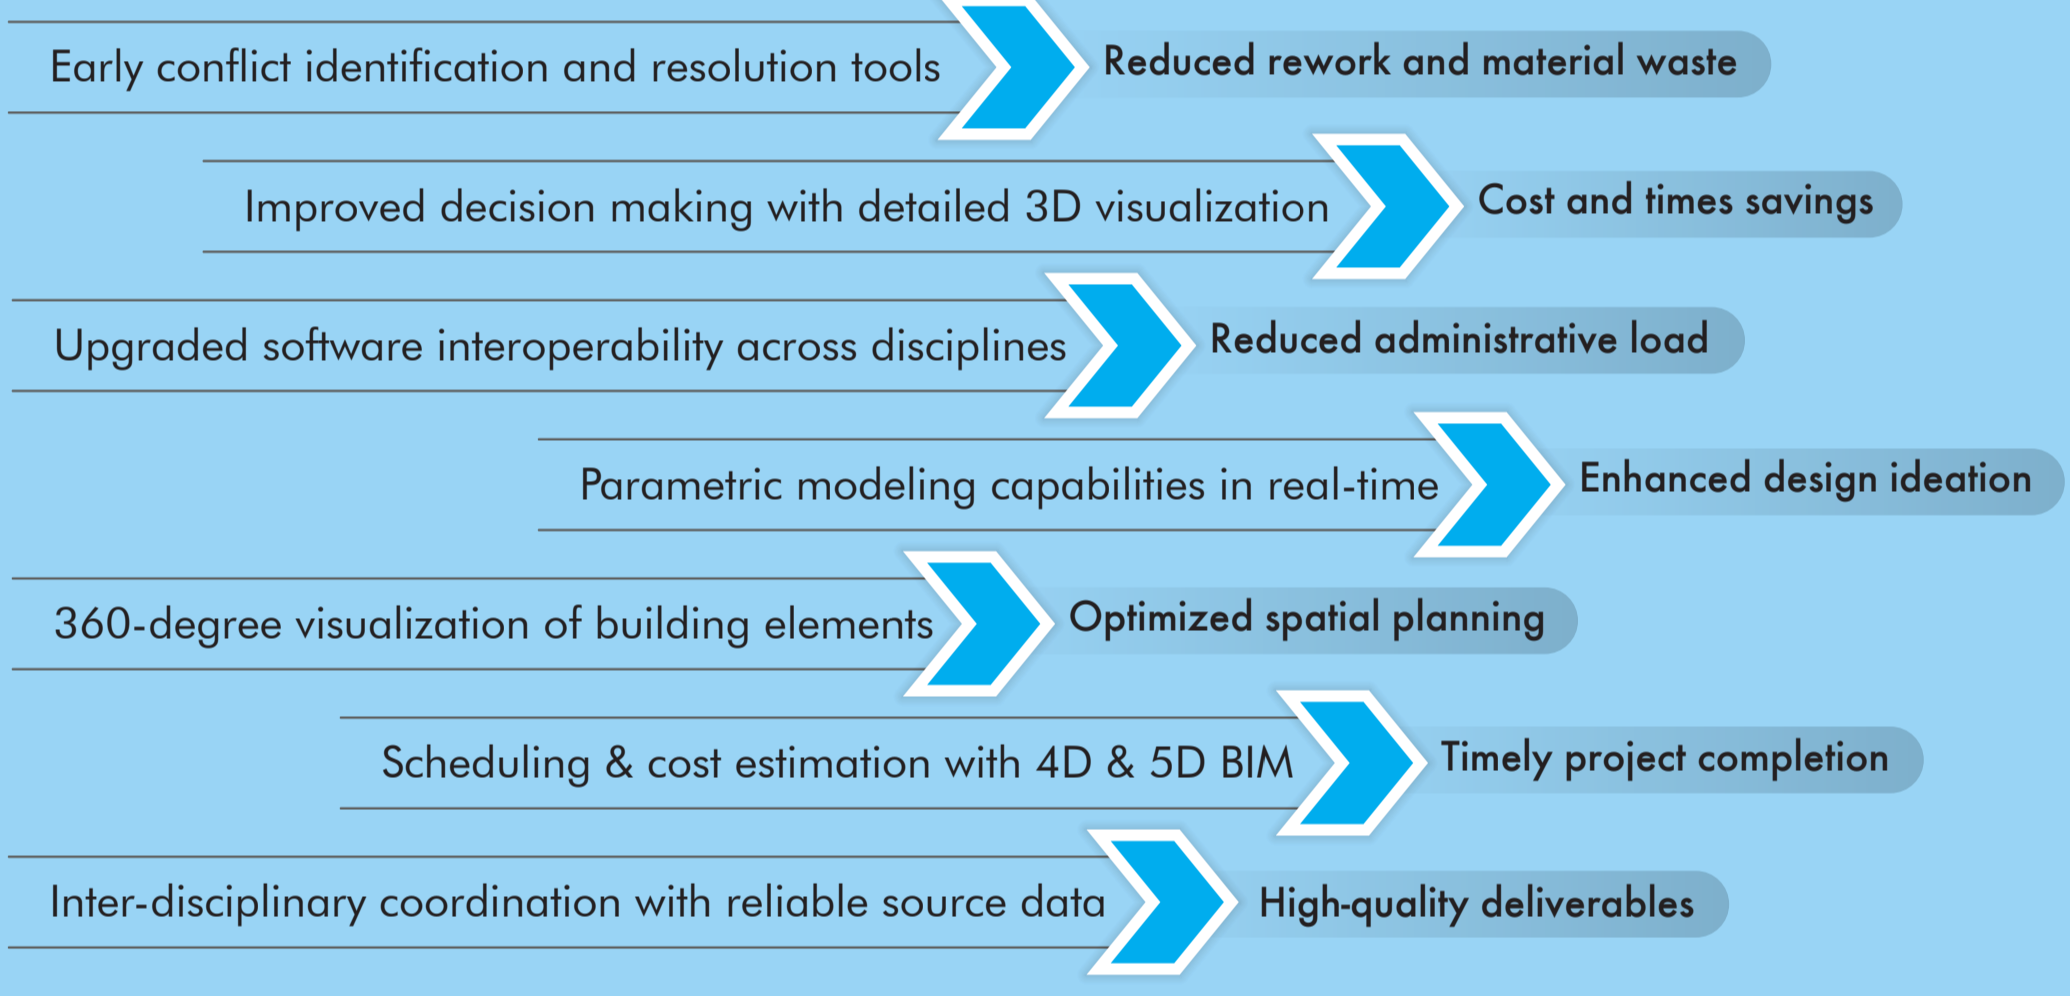 Early conflict identification and resolution tools Reduced rework and material waste
Improved decision making with detailed 3D visualization Cost and times savings
Upgraded software interoperability across disciplines Reduced administrative load
Parametric modeling capabilities in real-time Enhanced design ideation
360-degree visualization of building elements Optimized spatial planning
Scheduling & cost estimation with 4D & 5D BIM Timely project completion
Inter-disciplinary coordination with reliable source data High-quality deliverables